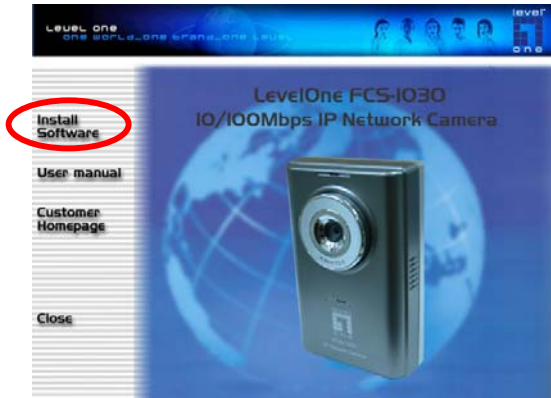 LEVEL ONE
one world_one brand_one level
level
one
LevelOne FCS-1030
10/100Mbps IP Network Camera
Install
Software
User manual
Customer
Homepage
Close